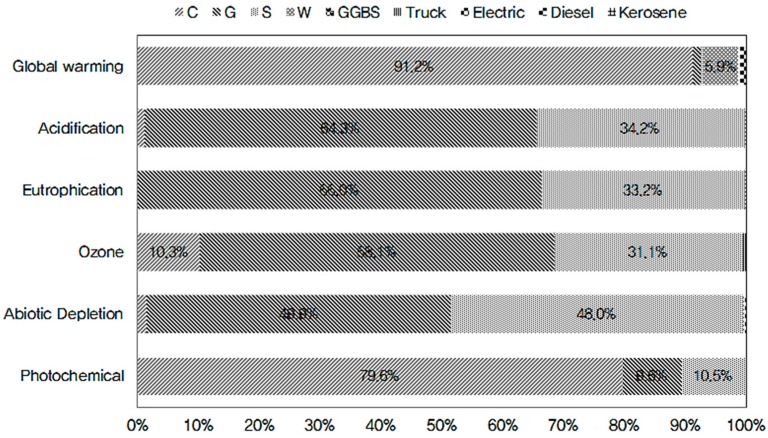 C G S W GGBS Truck Electric Diesel Kerosene
Global warming 91.2% 5.9%
Acidification 64.3% 34.2%
Eutrophication 33.2%
Ozone 10.3% 58.1% 31.1%
Abiotic Depletion 48.0%
Photochemical 79.6% 10.5%
0% 10% 20% 30% 40% 50% 60% 70% 80% 90% 100%